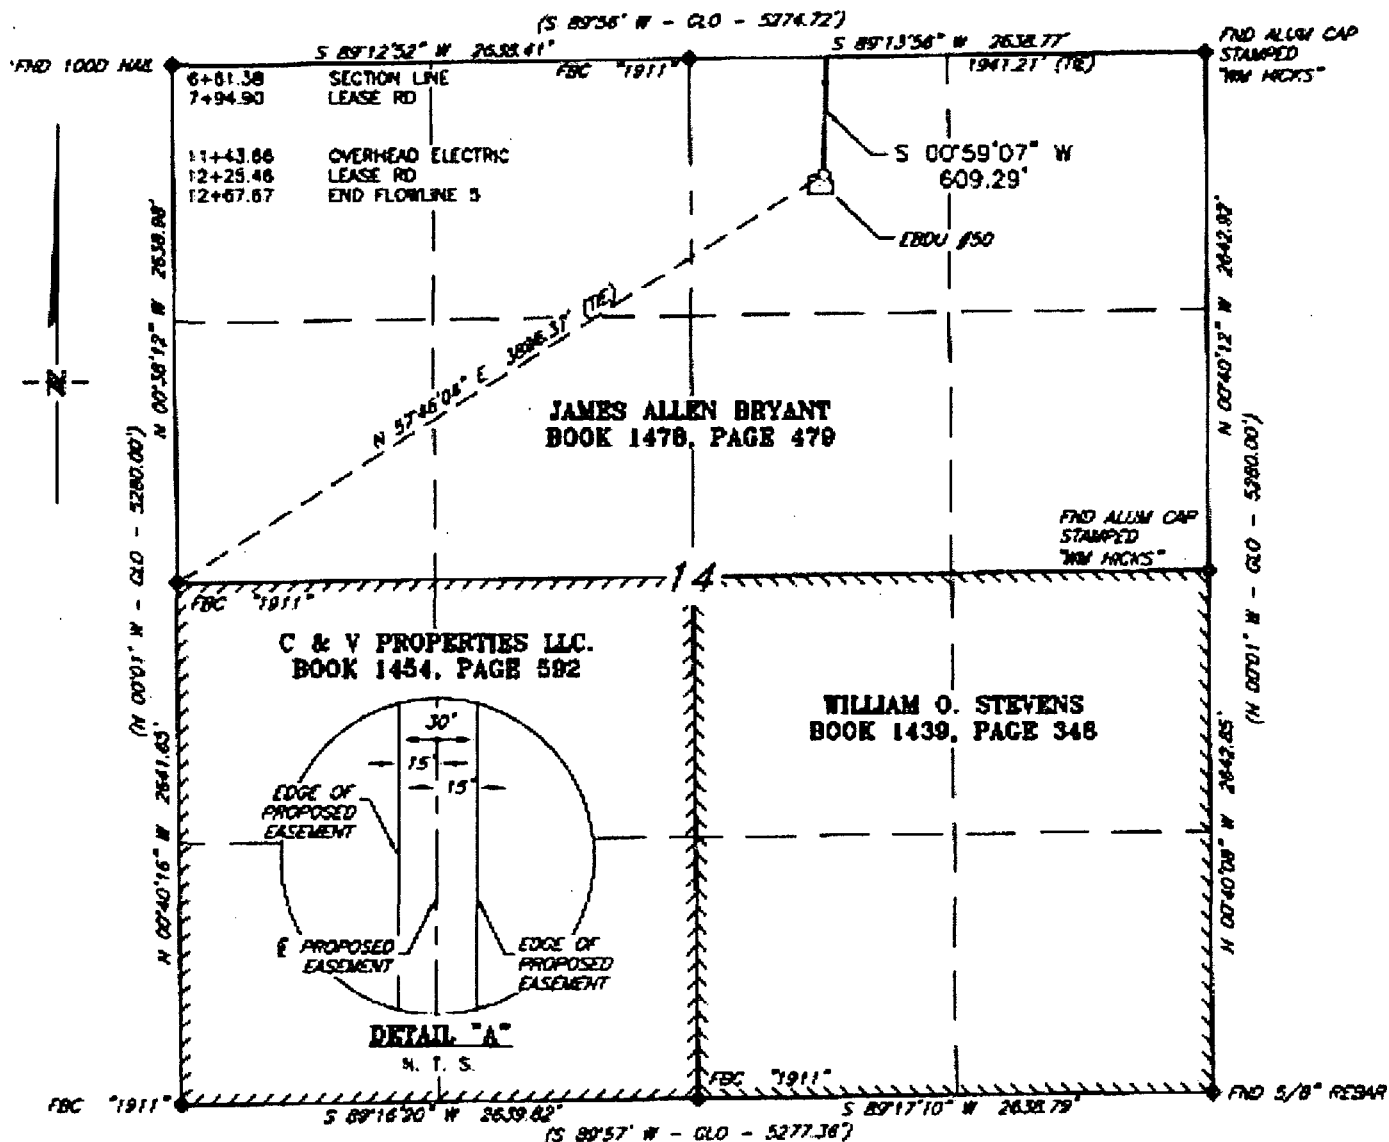 (S 89°56' W - GLO - 5274.72')
S 89°12'52" W 2638.41'
S 89°13'56" W 2638.77'
FND ALUM CAP
STAMPED
"WM HICKS"
FND 100D NAIL
FBC "1911"
1941.21' (TIE)
6+61.38 SECTION LINE
7+94.90 LEASE RD
11+43.66 OVERHEAD ELECTRIC
12+25.46 LEASE RD
12+67.67 END FLOWLINE 5
S 00°59'07" W
609.29'
EBDU #50
N 00°38'12" W 2638.98'
N 00°40'12" W 2642.92'
N 57°46'04" E (TIE)
JAMES ALLEN BRYANT
BOOK 1478, PAGE 479
(N 00°01' W - GLO - 5280.00')
(N 00°01' W - GLO - 5280.00')
FND ALUM CAP
STAMPED
"WM HICKS"
14
FBC "1911"
C & V PROPERTIES LLC.
BOOK 1454, PAGE 592
WILLIAM O. STEVENS
BOOK 1439, PAGE 348
30'
15'
15'
EDGE OF
PROPOSED
EASEMENT
℄ PROPOSED
EASEMENT
EDGE OF
PROPOSED
EASEMENT
N 00°40'16" W 2641.63'
N 00°40'08" W 2642.85'
DETAIL "A"
N. T. S.
FBC "1911"
FBC "1911"
FND 5/8" REBAR
S 89°16'20" W 2639.62'
S 89°17'10" W 2638.79'
(S 89°57' W - GLO - 5277.36')